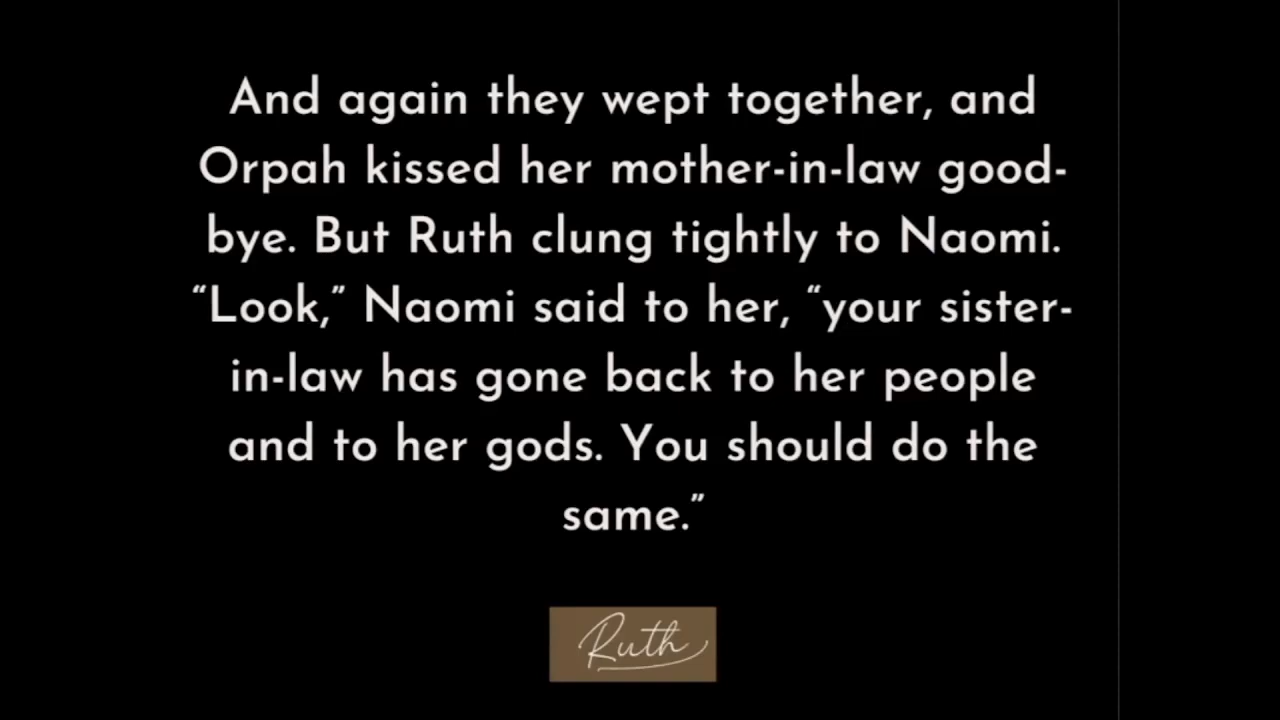 And again they wept together, and
Orpah kissed her mother-in-law good-
bye. But Ruth clung tightly to Naomi.
“Look,” Naomi said to her, “your sister-
in-law has gone back to her people
and to her gods. You should do the
same.”
Ruth